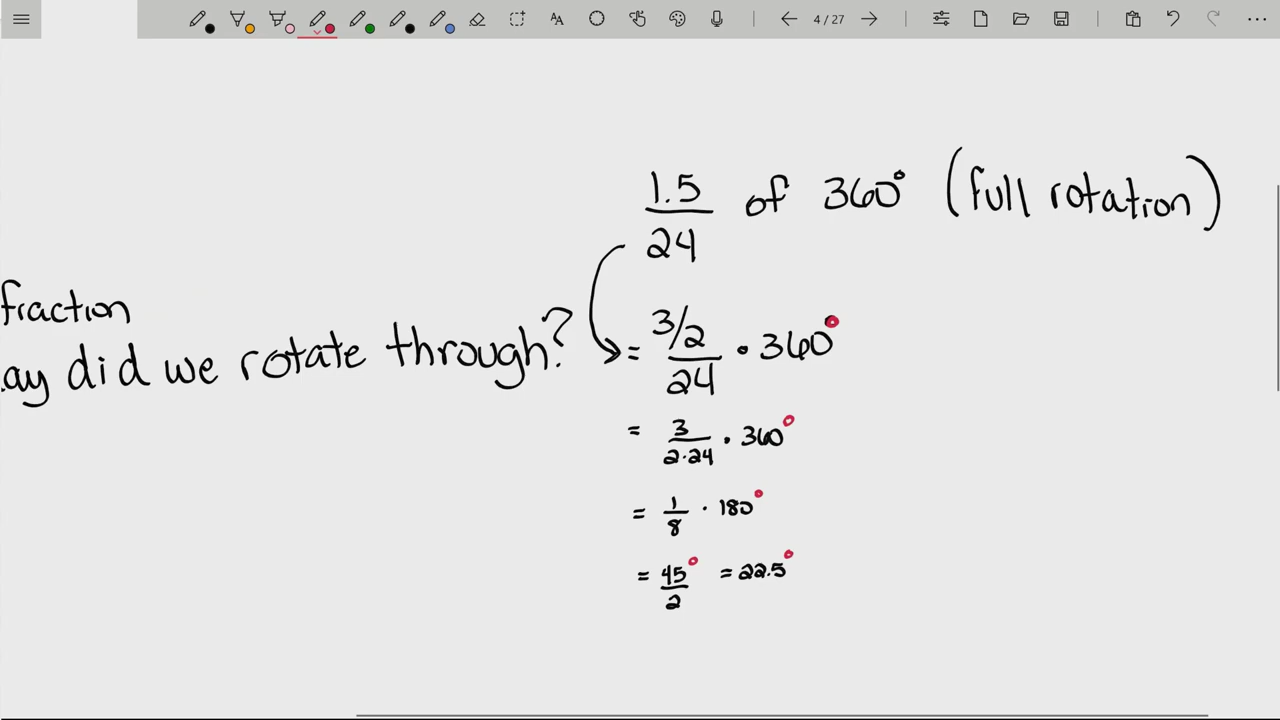 4 / 27
1.5/24 of 360° (full rotation)
fraction
ay did we rotate through?
= 3/2/24 · 360°
= 3/2·24 · 360°
= 1/8 · 180°
= 45°/2 = 22.5°